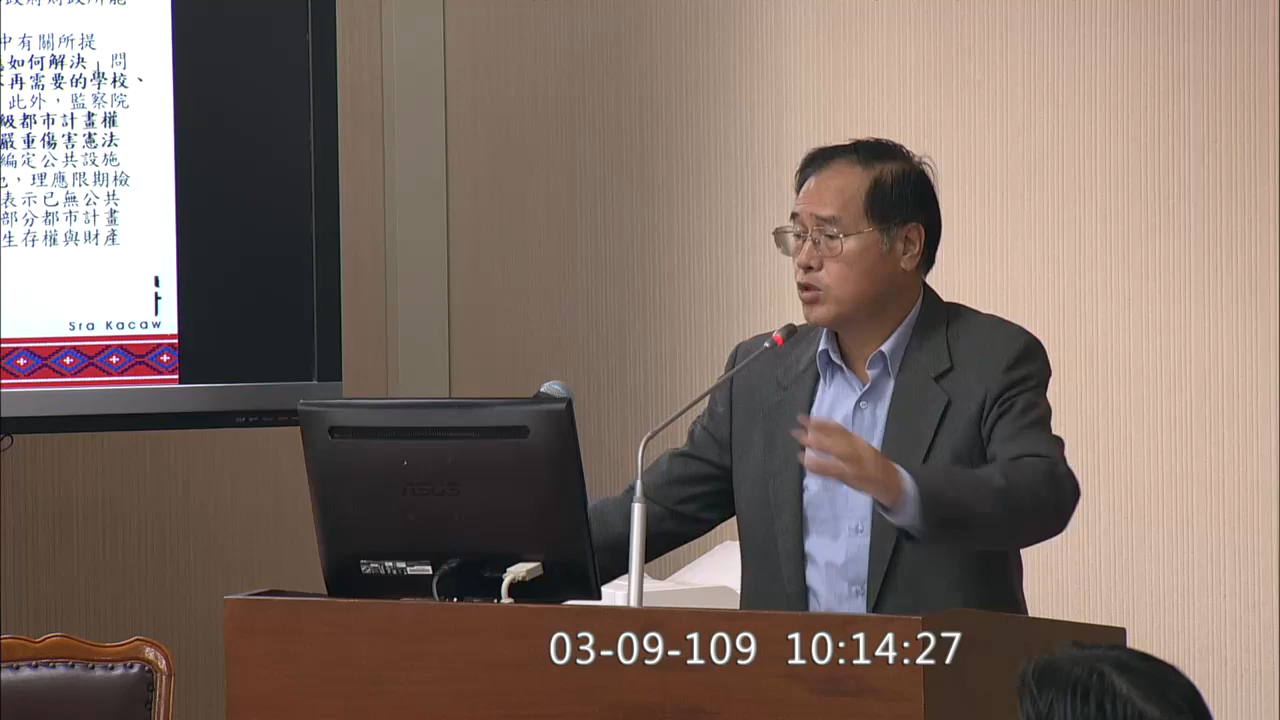 中有關所提
如何解決」問
再需要的學校、
此外，監察院
級都市計畫權
嚴重傷害憲法
編定公共設施
，理應限期檢
表示已無公共
部分都市計畫
生存權與財產
Sra Kacaw
ASUS
03-09-109 10:14:27